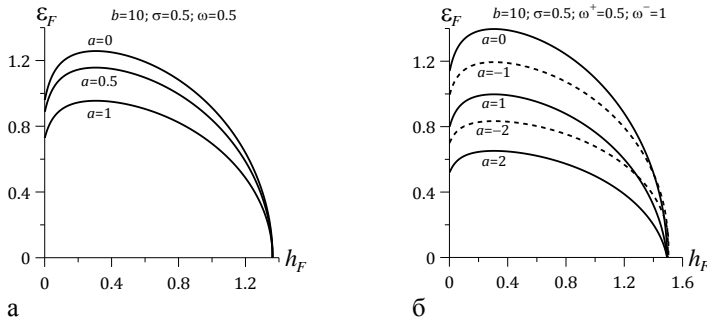 ε_F
b=10; σ=0.5; ω=0.5
a=0
1.2
a=0.5
0.8
a=1
0.4
0
h_F
0 0.4 0.8 1.2
а
ε_F
b=10; σ=0.5; ω⁺=0.5; ω⁻=1
a=0
1.2
a=−1
0.8
a=1
a=−2
0.4
a=2
0
h_F
0 0.4 0.8 1.2 1.6
б